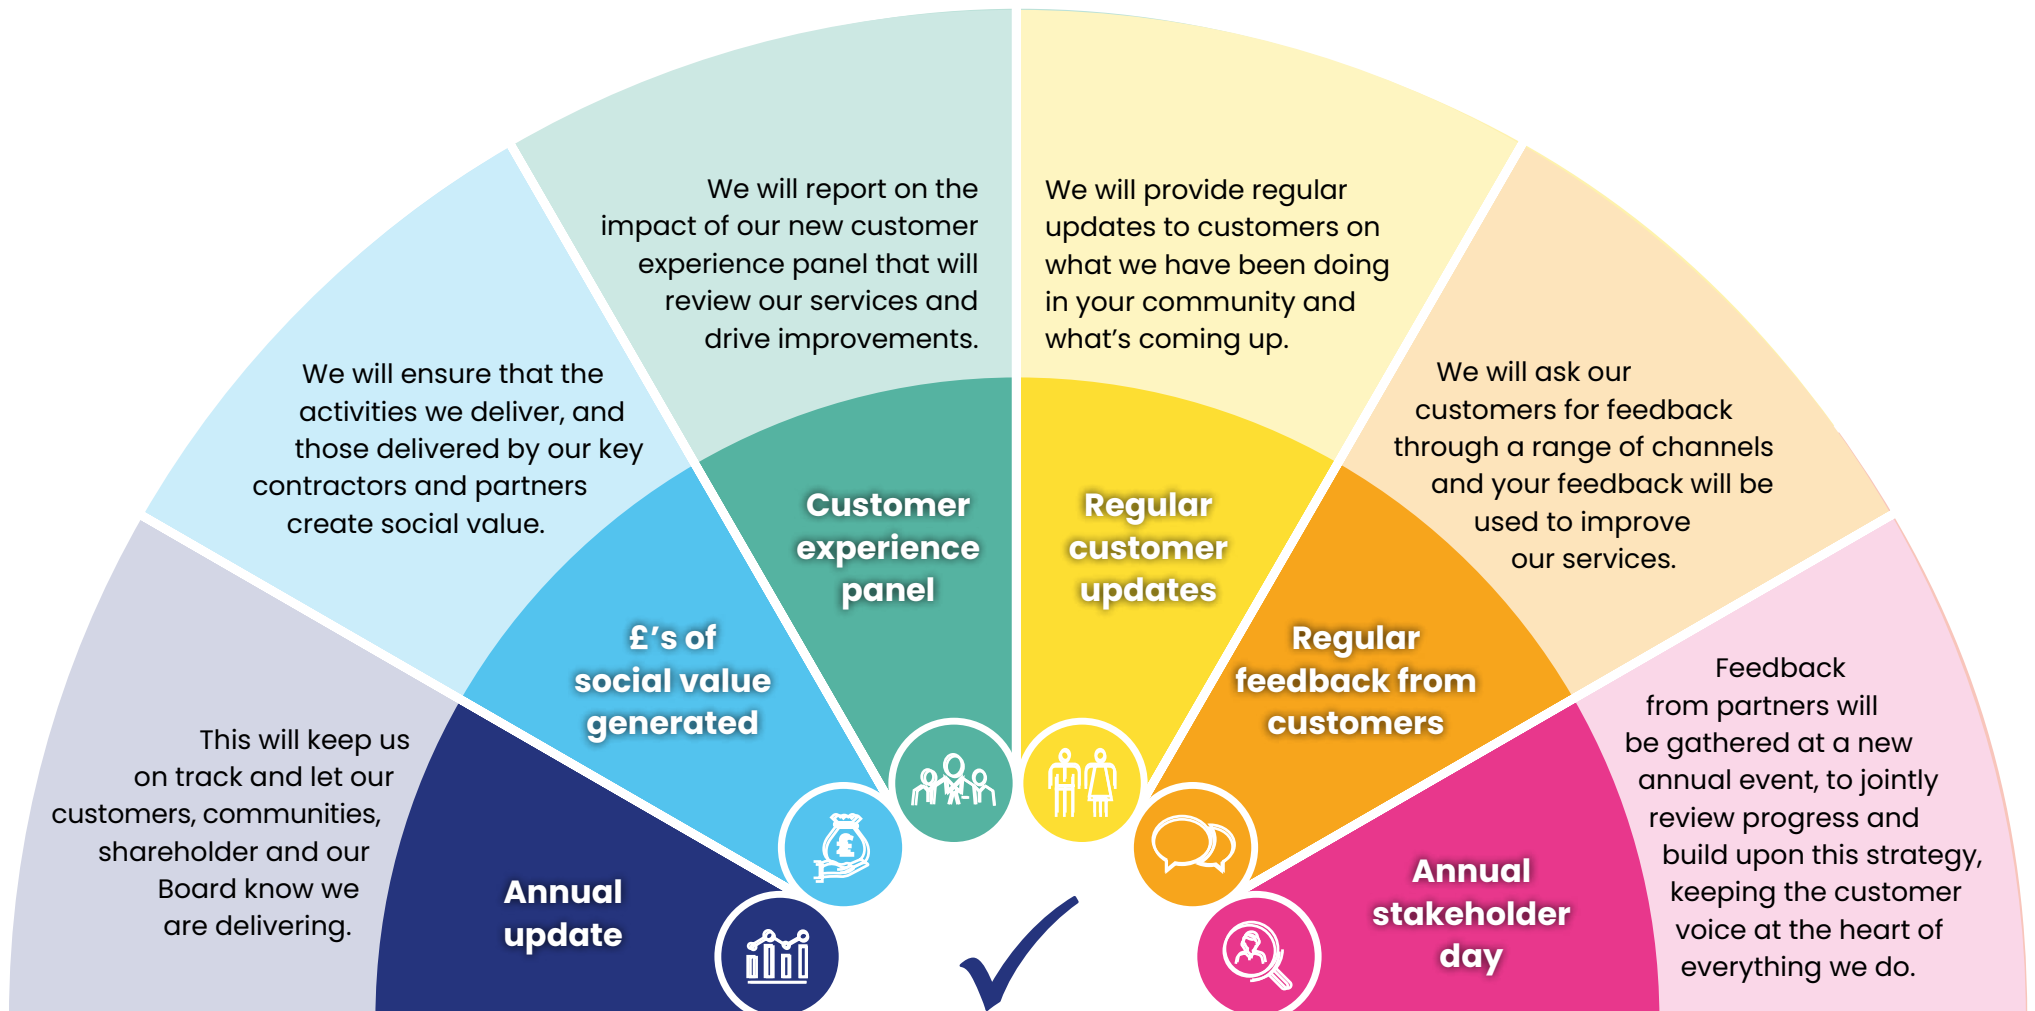 This will keep us
on track and let our
customers, communities,
shareholder and our
Board know we
are delivering.
Annual
update
We will ensure that the
activities we deliver, and
those delivered by our key
contractors and partners
create social value.
£’s of
social value
generated
£
We will report on the
impact of our new customer
experience panel that will
review our services and
drive improvements.
Customer
experience
panel
We will provide regular
updates to customers on
what we have been doing
in your community and
what’s coming up.
Regular
customer
updates
We will ask our
customers for feedback
through a range of channels
and your feedback will be
used to improve
our services.
Regular
feedback from
customers
Feedback
from partners will
be gathered at a new
annual event, to jointly
review progress and
build upon this strategy,
keeping the customer
voice at the heart of
everything we do.
Annual
stakeholder
day